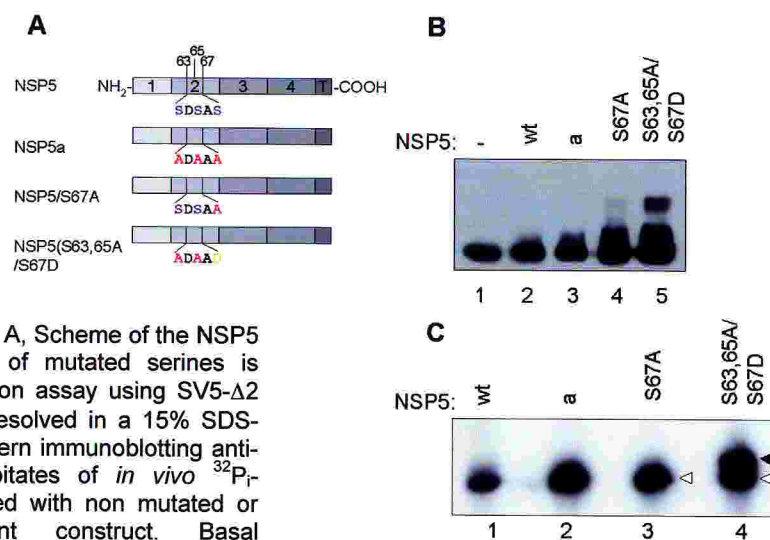 A
63 65 67
NSP5 NH2- 1 2 3 4 T -COOH
SDSAS
NSP5a
ADAAA
NSP5/S67A
SDSAA
NSP5(S63,65A
/S67D
ADAAD
A, Scheme of the NSP5
of mutated serines is
on assay using SV5-Δ2
esolved in a 15% SDS-
ern immunoblotting anti-
pitates of in vivo 32Pi-
ed with non mutated or
nt construct. Basal
B
NSP5: - wt a S67A S63,65A/
S67D
1 2 3 4 5
C
NSP5: wt a S67A S63,65A/
S67D
1 2 3 4